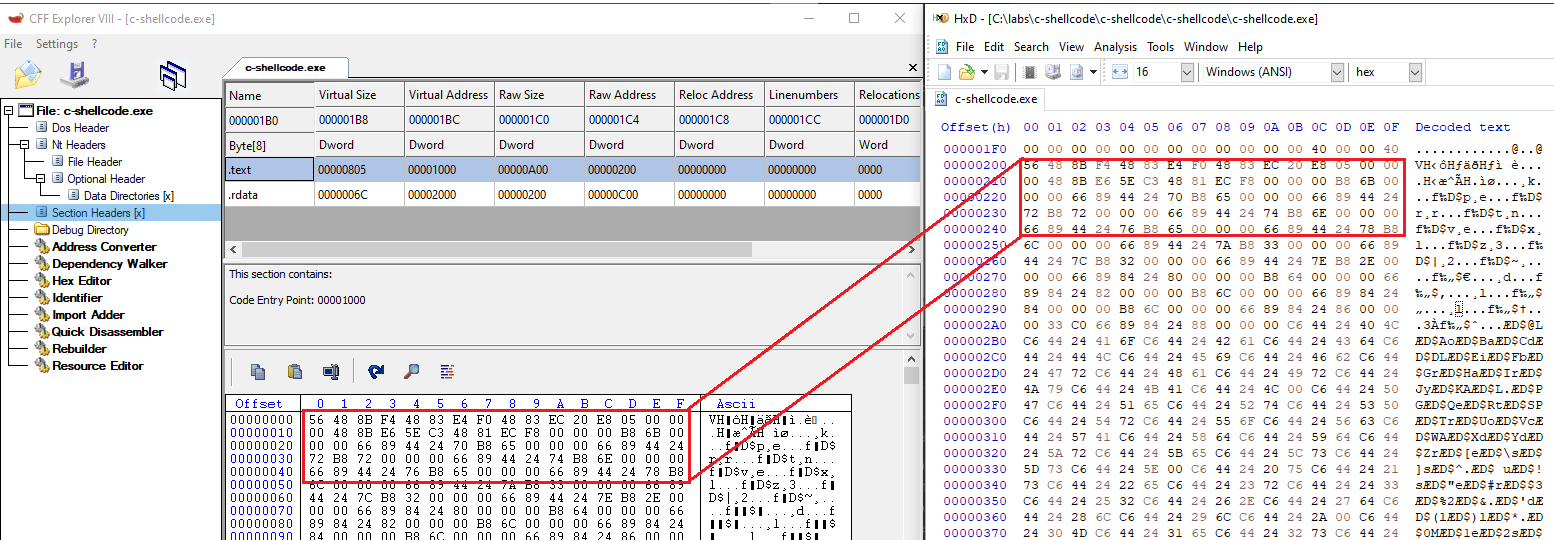 CFF Explorer VIII - [c-shellcode.exe]
File Settings ?
File: c-shellcode.exe
Dos Header
Nt Headers
File Header
Optional Header
Data Directories [x]
Section Headers [x]
Debug Directory
Address Converter
Dependency Walker
Hex Editor
Identifier
Import Adder
Quick Disassembler
Rebuilder
Resource Editor
c-shellcode.exe
Name Virtual Size Virtual Address Raw Size Raw Address Reloc Address Linenumbers Relocations
000001B0 000001B8 000001BC 000001C0 000001C4 000001C8 000001CC 000001D0
Byte[8] Dword Dword Dword Dword Dword Dword Word
.text 00000805 00001000 00000A00 00000200 00000000 00000000 0000
.rdata 0000006C 00002000 00000200 00000C00 00000000 00000000 0000
This section contains:
Code Entry Point: 00001000
Offset 0 1 2 3 4 5 6 7 8 9 A B C D E F Ascii
00000000 56 48 8B F4 48 83 E4 F0 48 83 EC 20 E8 05 00 00
00000010 00 48 8B E6 5E C3 48 81 EC F8 00 00 00 B8 6B 00
00000020 00 00 66 89 44 24 70 B8 65 00 00 00 66 89 44 24
00000030 72 B8 72 00 00 00 66 89 44 24 74 B8 6E 00 00 00
00000040 66 89 44 24 76 B8 65 00 00 00 66 89 44 24 78 B8
00000050 6C 00 00 00 66 89 44 24 7A B8 33 00 00 00 66 89
00000060 44 24 7C B8 32 00 00 00 66 89 44 24 7E B8 2E 00
00000070 00 00 66 89 84 24 80 00 00 00 B8 64 00 00 00 66
00000080 89 84 24 82 00 00 00 B8 6C 00 00 00 66 89 84 24
00000090 84 00 00 00 B8 6C 00 00 00 66 89 84 24 86 00 00
HxD - [C:\labs\c-shellcode\c-shellcode\c-shellcode\c-shellcode.exe]
File Edit Search View Analysis Tools Window Help
16 Windows (ANSI) hex
c-shellcode.exe
Offset(h) 00 01 02 03 04 05 06 07 08 09 0A 0B 0C 0D 0E 0F Decoded text
000001F0 00 00 00 00 00 00 00 00 00 00 00 00 40 00 00 40 ............@..@
00000200 56 48 8B F4 48 83 E4 F0 48 83 EC 20 E8 05 00 00 VH‹ôHƒäðHƒì è...
00000210 00 48 8B E6 5E C3 48 81 EC F8 00 00 00 B8 6B 00 .H‹æ^ÃH.ìø...¸k.
00000220 00 00 66 89 44 24 70 B8 65 00 00 00 66 89 44 24 ..f‰D$p¸e...f‰D$
00000230 72 B8 72 00 00 00 66 89 44 24 74 B8 6E 00 00 00 r¸r...f‰D$t¸n...
00000240 66 89 44 24 76 B8 65 00 00 00 66 89 44 24 78 B8 f‰D$v¸e...f‰D$x¸
00000250 6C 00 00 00 66 89 44 24 7A B8 33 00 00 00 66 89 l...f‰D$z¸3...f‰
00000260 44 24 7C B8 32 00 00 00 66 89 44 24 7E B8 2E 00 D$|¸2...f‰D$~¸..
00000270 00 00 66 89 84 24 80 00 00 00 B8 64 00 00 00 66 ..f‰„$€...¸d...f
00000280 89 84 24 82 00 00 00 B8 6C 00 00 00 66 89 84 24 ‰„$‚...¸l...f‰„$
00000290 84 00 00 00 B8 6C 00 00 00 66 89 84 24 86 00 00 „...¸l...f‰„$†..
000002A0 00 33 C0 66 89 84 24 88 00 00 00 C6 44 24 40 4C .3Àf‰„$ˆ...ÆD$@L
000002B0 C6 44 24 41 6F C6 44 24 42 61 C6 44 24 43 64 C6 ÆD$AoÆD$BaÆD$CdÆ
000002C0 44 24 44 4C C6 44 24 45 69 C6 44 24 46 62 C6 44 D$DLÆD$EiÆD$FbÆD
000002D0 24 47 72 C6 44 24 48 61 C6 44 24 49 72 C6 44 24 $GrÆD$HaÆD$IrÆD$
000002E0 4A 79 C6 44 24 4B 41 C6 44 24 4C 00 C6 44 24 50 JyÆD$KAÆD$L.ÆD$P
000002F0 47 C6 44 24 51 65 C6 44 24 52 74 C6 44 24 53 50 GÆD$QeÆD$RtÆD$SP
00000300 C6 44 24 54 72 C6 44 24 55 6F C6 44 24 56 63 C6 ÆD$TrÆD$UoÆD$VcÆ
00000310 44 24 57 41 C6 44 24 58 64 C6 44 24 59 64 C6 44 D$WAÆD$XdÆD$YdÆD
00000320 24 5A 72 C6 44 24 5B 65 C6 44 24 5C 73 C6 44 24 $ZrÆD$[eÆD$\sÆD$
00000330 5D 73 C6 44 24 5E 00 C6 44 24 20 75 C6 44 24 21 ]sÆD$^.ÆD$ uÆD$!
00000340 73 C6 44 24 22 65 C6 44 24 23 72 C6 44 24 24 33 sÆD$"eÆD$#rÆD$$3
00000350 C6 44 24 25 32 C6 44 24 26 2E C6 44 24 27 64 C6 ÆD$%2ÆD$&.ÆD$'dÆ
00000360 44 24 28 6C C6 44 24 29 6C C6 44 24 2A 00 C6 44 D$(lÆD$)lÆD$*.ÆD
00000370 24 30 4D C6 44 24 31 65 C6 44 24 32 73 C6 44 24 $0MÆD$1eÆD$2sÆD$